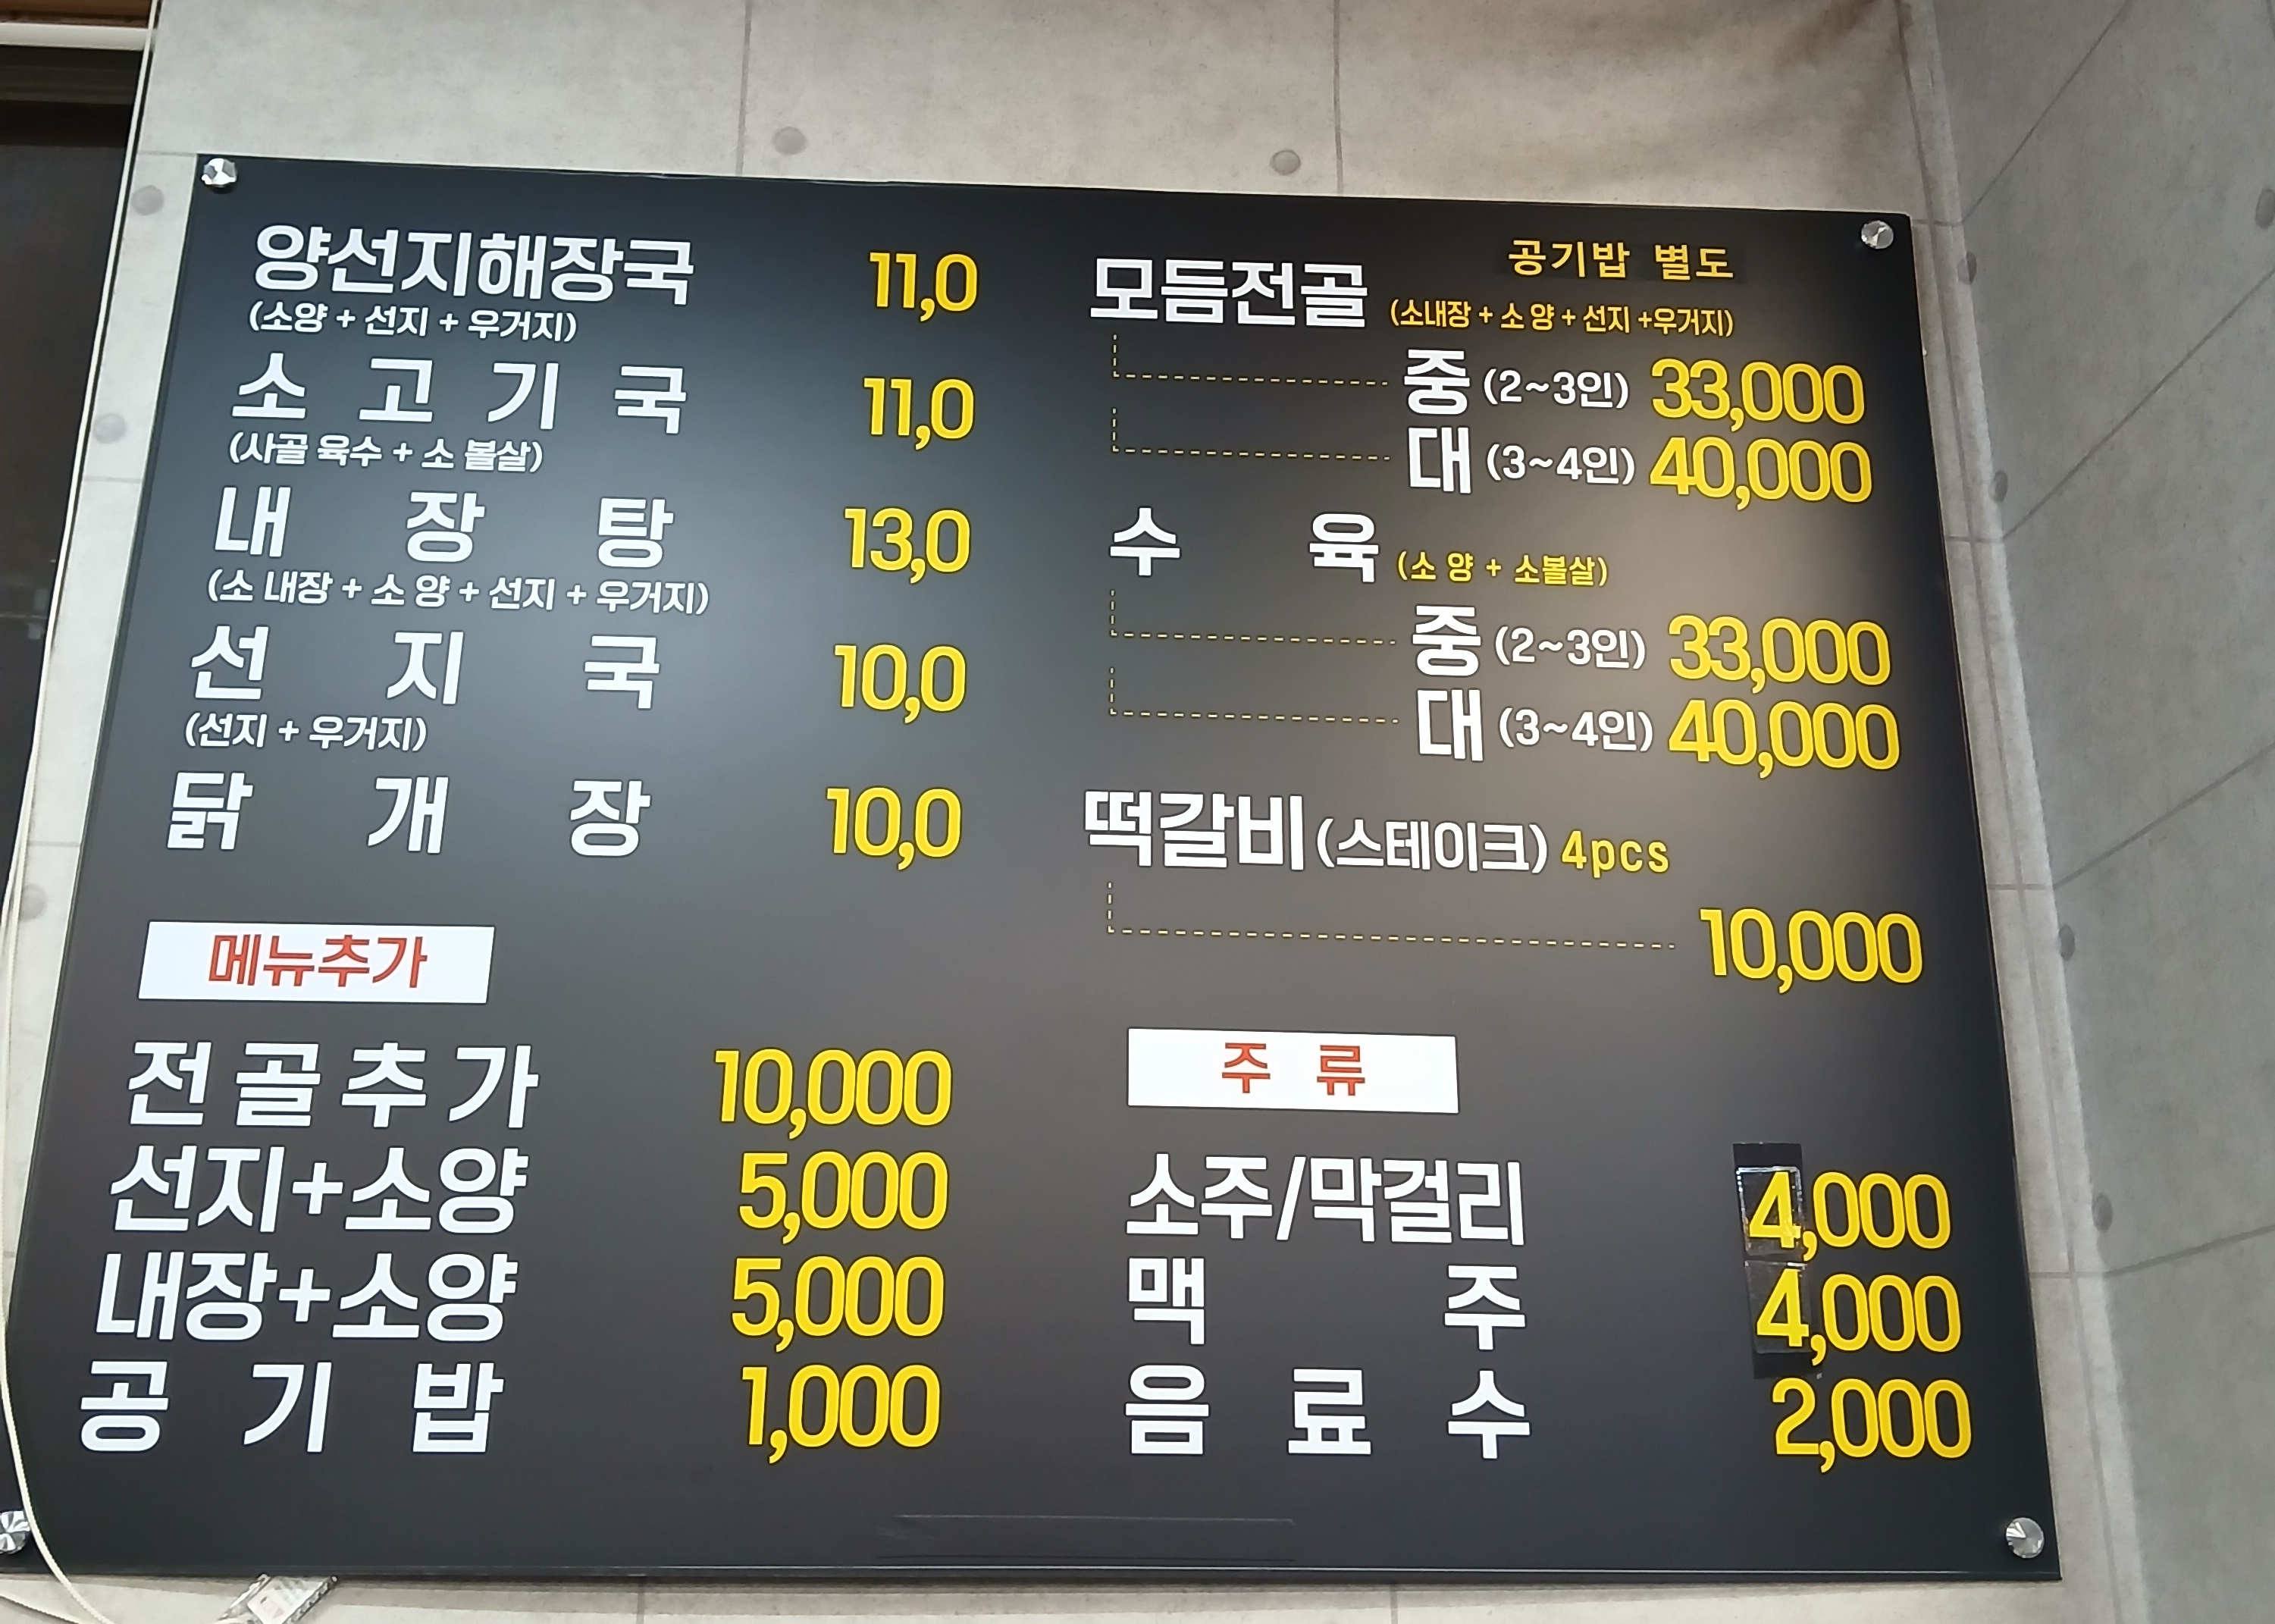 양선지해장국 11,0
(소양 + 선지 + 우거지)
소 고 기 국 11,0
(사골 육수 + 소 볼살)
내 장 탕 13,0
(소 내장 + 소 양 + 선지 + 우거지)
선 지 국 10,0
(선지 + 우거지)
닭 개 장 10,0
메뉴추가
전골추가 10,000
선지+소양 5,000
내장+소양 5,000
공 기 밥 1,000
공기밥 별도
모듬전골 (소내장 + 소 양 + 선지 +우거지)
중 (2~3인) 33,000
대 (3~4인) 40,000
수 육 (소 양 + 소볼살)
중 (2~3인) 33,000
대 (3~4인) 40,000
떡갈비(스테이크) 4pcs
10,000
주 류
소주/막걸리 4,000
맥 주 4,000
음 료 수 2,000